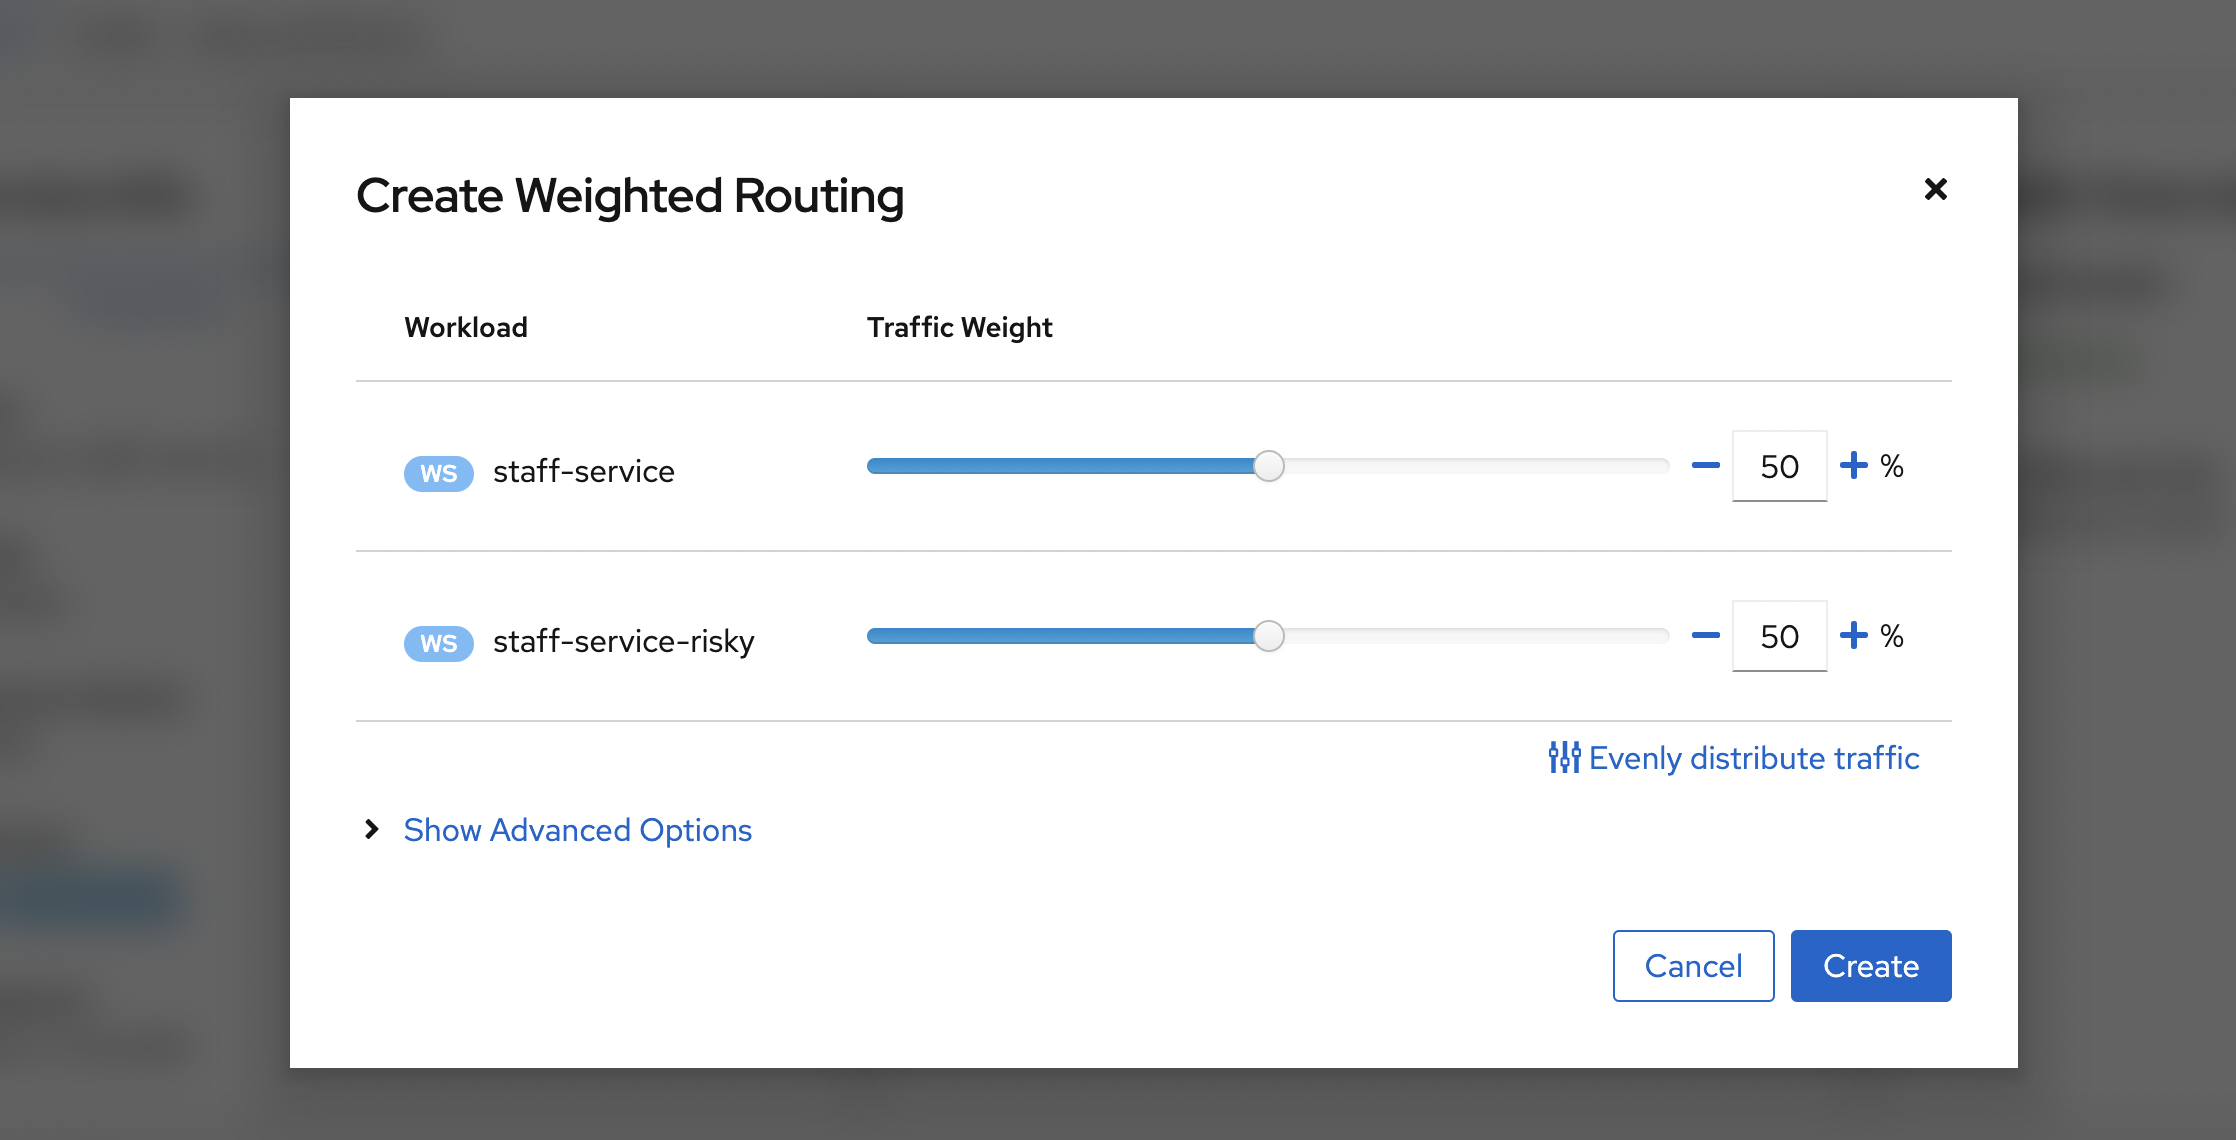 Create Weighted Routing
Workload Traffic Weight
WS staff-service 50 %
WS staff-service-risky 50 %
Evenly distribute traffic
Show Advanced Options
Cancel Create